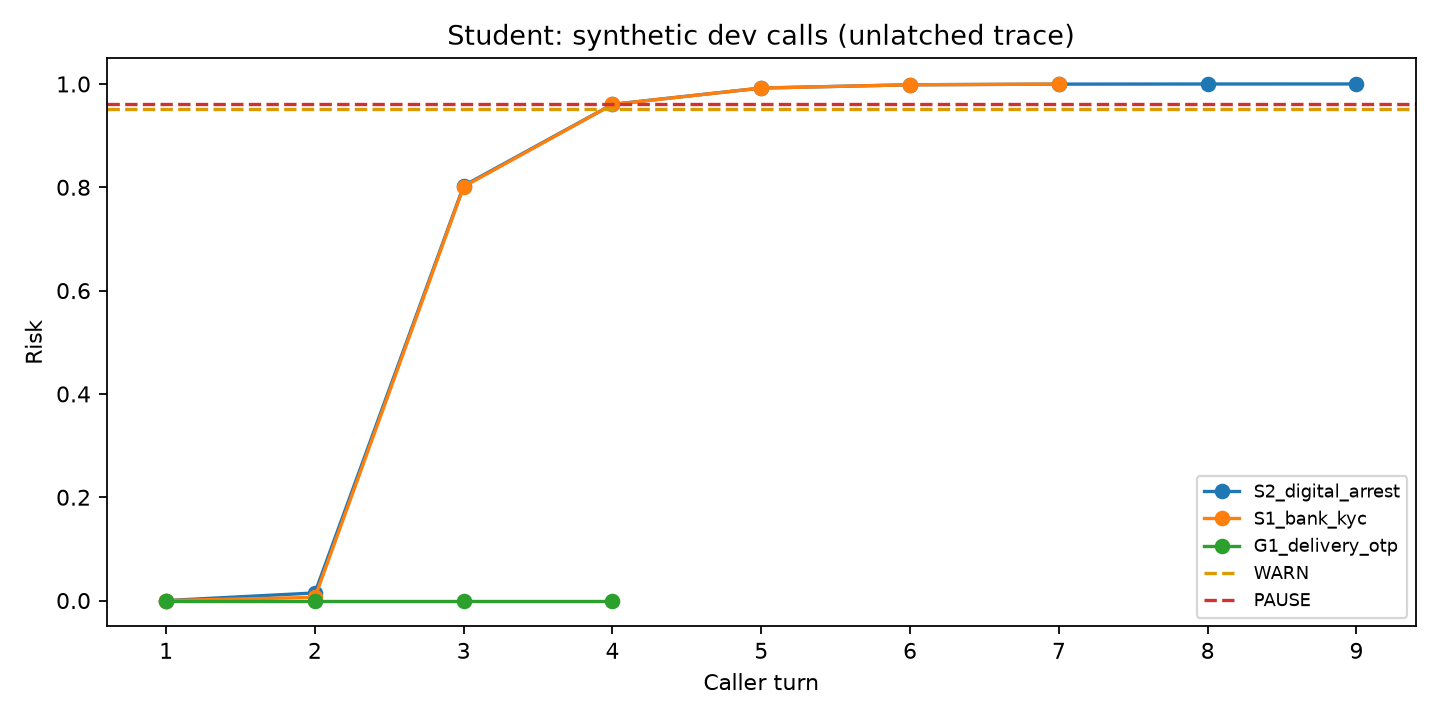 Student: synthetic dev calls (unlatched trace)
1.0
0.8
0.6
0.4
0.2
0.0
Risk
S2_digital_arrest
S1_bank_kyc
G1_delivery_otp
WARN
PAUSE
1 2 3 4 5 6 7 8 9
Caller turn